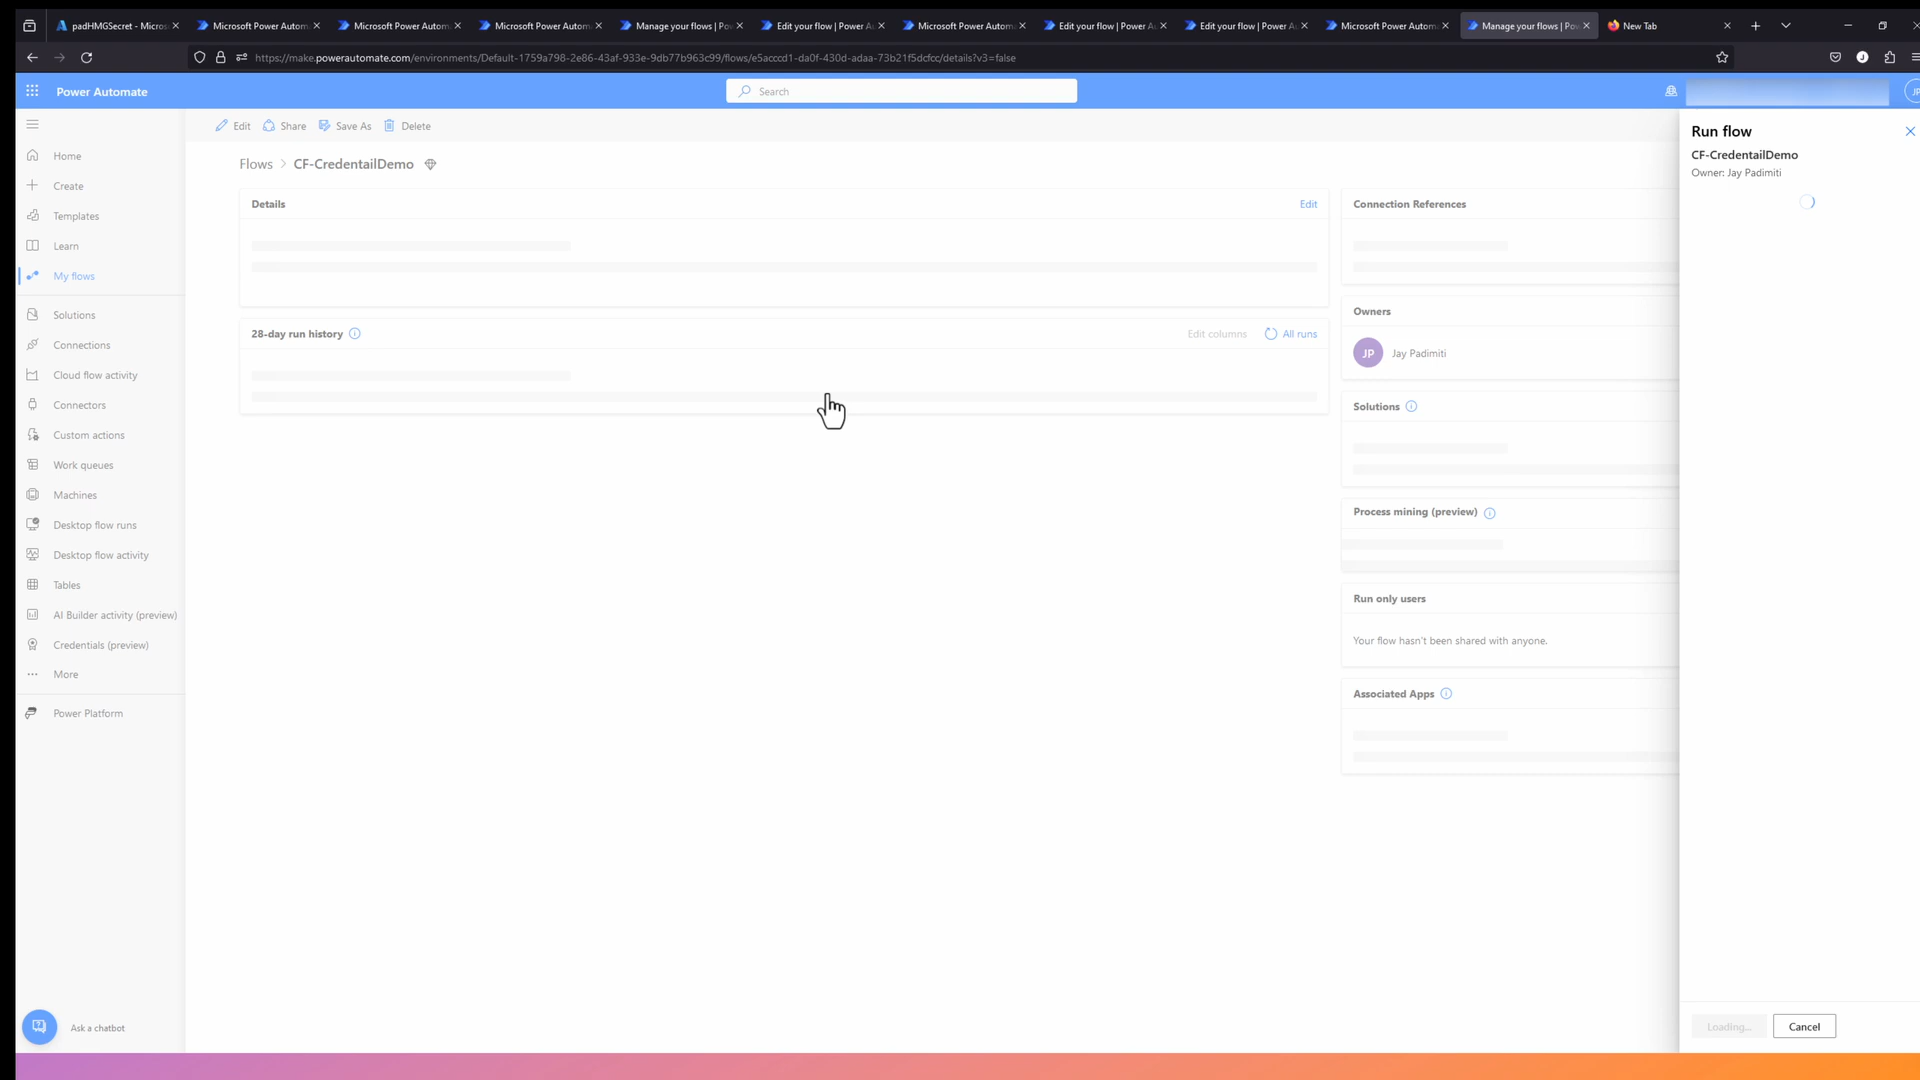 padHMGSecret - Micros
Microsoft Power Autom
Microsoft Power Autom
Microsoft Power Autom
Manage your flows | Po
Edit your flow | Power A
Microsoft Power Autom
Edit your flow | Power A
Edit your flow | Power A
Microsoft Power Autom
Manage your flows | Pow
New Tab
https://make.powerautomate.com/environments/Default-1759a798-2e86-43af-933e-9db77b963c99/flows/e5acccd1-da0f-430d-adaa-73b21f5dcfcc/details?v3=false
Power Automate
Search
JP
Edit
Share
Save As
Delete
Flows > CF-CredentailDemo
Home
Create
Templates
Learn
My flows
Solutions
Connections
Cloud flow activity
Connectors
Custom actions
Work queues
Machines
Desktop flow runs
Desktop flow activity
Tables
AI Builder activity (preview)
Credentials (preview)
More
Power Platform
Ask a chatbot
Details
Edit
28-day run history
Edit columns
All runs
Connection References
Owners
JP
Jay Padimiti
Solutions
Process mining (preview)
Run only users
Your flow hasn't been shared with anyone.
Associated Apps
Run flow
CF-CredentailDemo
Owner: Jay Padimiti
Loading...
Cancel